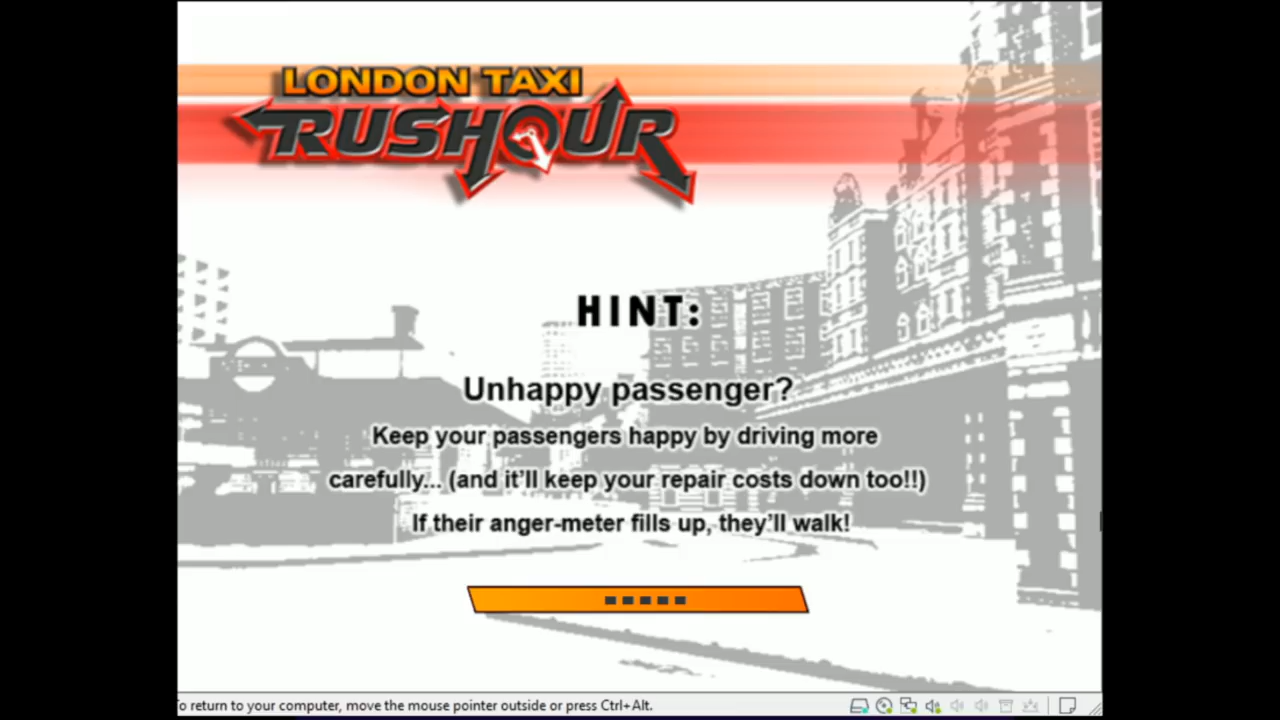 LONDON TAXI
RUSHOUR
HINT:
Unhappy passenger?
Keep your passengers happy by driving more
carefully... (and it'll keep your repair costs down too!!)
If their anger-meter fills up, they'll walk!
To return to your computer, move the mouse pointer outside or press Ctrl+Alt.